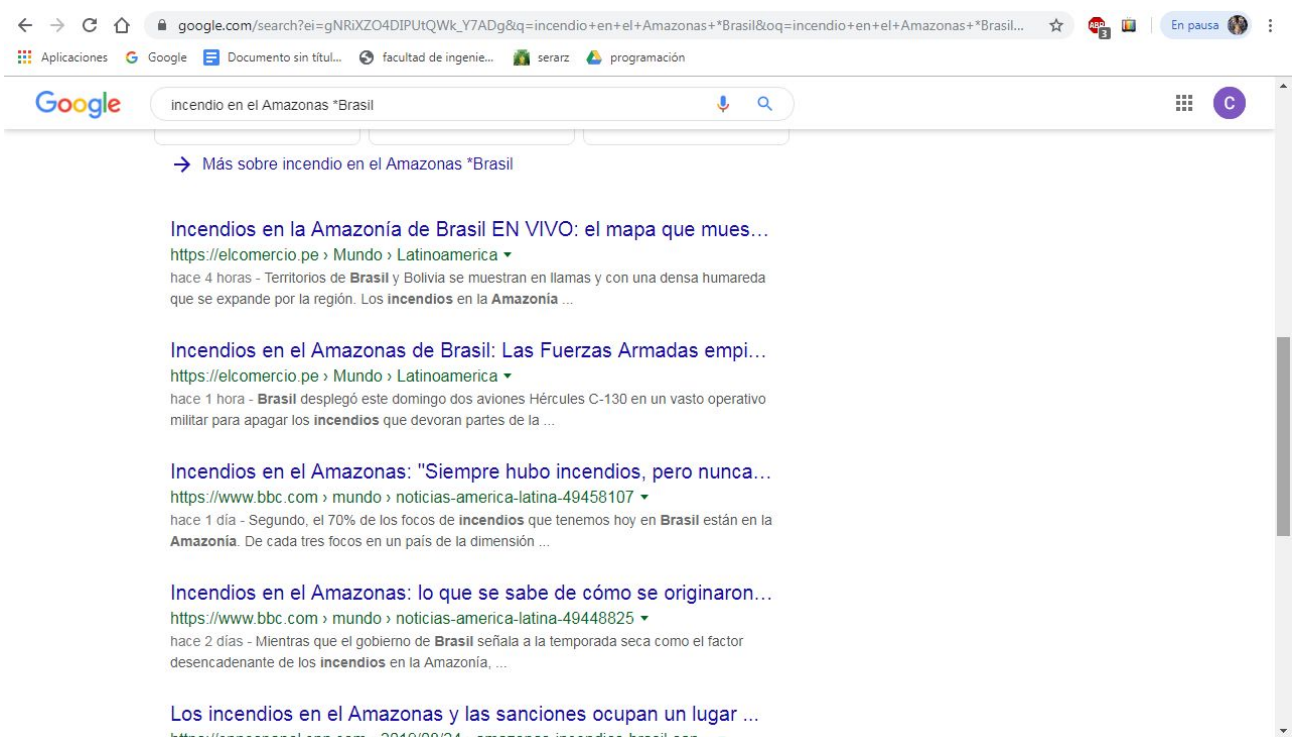 google.com/search?ei=gNRiXZO4DIPUtQWk_Y7ADg&q=incendio+en+el+Amazonas+*Brasil&oq=incendio+en+el+Amazonas+*Brasil...
ABP 3
En pausa
Aplicaciones G Google Documento sin títul... facultad de ingenie... serarz programación
Google incendio en el Amazonas *Brasil C
Más sobre incendio en el Amazonas *Brasil
Incendios en la Amazonía de Brasil EN VIVO: el mapa que mues...
https://elcomercio.pe › Mundo › Latinoamerica
hace 4 horas - Territorios de Brasil y Bolivia se muestran en llamas y con una densa humareda
que se expande por la región. Los incendios en la Amazonía ...
Incendios en el Amazonas de Brasil: Las Fuerzas Armadas empi...
https://elcomercio.pe › Mundo › Latinoamerica
hace 1 hora - Brasil desplegó este domingo dos aviones Hércules C-130 en un vasto operativo
militar para apagar los incendios que devoran partes de la ...
Incendios en el Amazonas: "Siempre hubo incendios, pero nunca...
https://www.bbc.com › mundo › noticias-america-latina-49458107
hace 1 día - Segundo, el 70% de los focos de incendios que tenemos hoy en Brasil están en la
Amazonía. De cada tres focos en un país de la dimensión ...
Incendios en el Amazonas: lo que se sabe de cómo se originaron...
https://www.bbc.com › mundo › noticias-america-latina-49448825
hace 2 días - Mientras que el gobierno de Brasil señala a la temporada seca como el factor
desencadenante de los incendios en la Amazonía, ...
Los incendios en el Amazonas y las sanciones ocupan un lugar ...